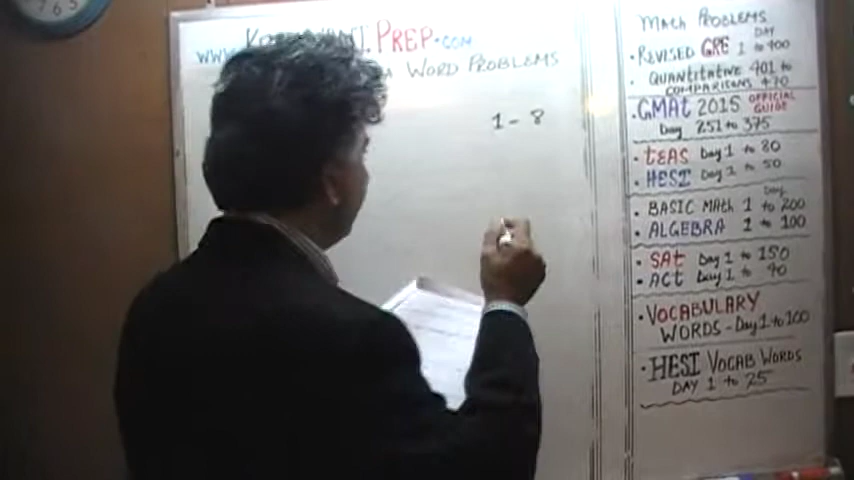 PREP.COM
WWW
WORD PROBLEMS
1 - 8
MATH PROBLEMS
DAY
• REVISED GRE 1 to 400
• QUANTITATIVE 401 to
COMPARISONS 470
• GMAT 2015 OFFICIAL GUIDE
Day 251 to 375
• TEAS Day 1 to 80
• HESI Day 1 to 50
Day
• BASIC MATH 1 to 200
• ALGEBRA 1 to 100
• SAT Day 1 to 150
• ACT Day 1 to 90
• VOCABULARY
WORDS - Day 1 to 100
• HESI VOCAB WORDS
DAY 1 to 25